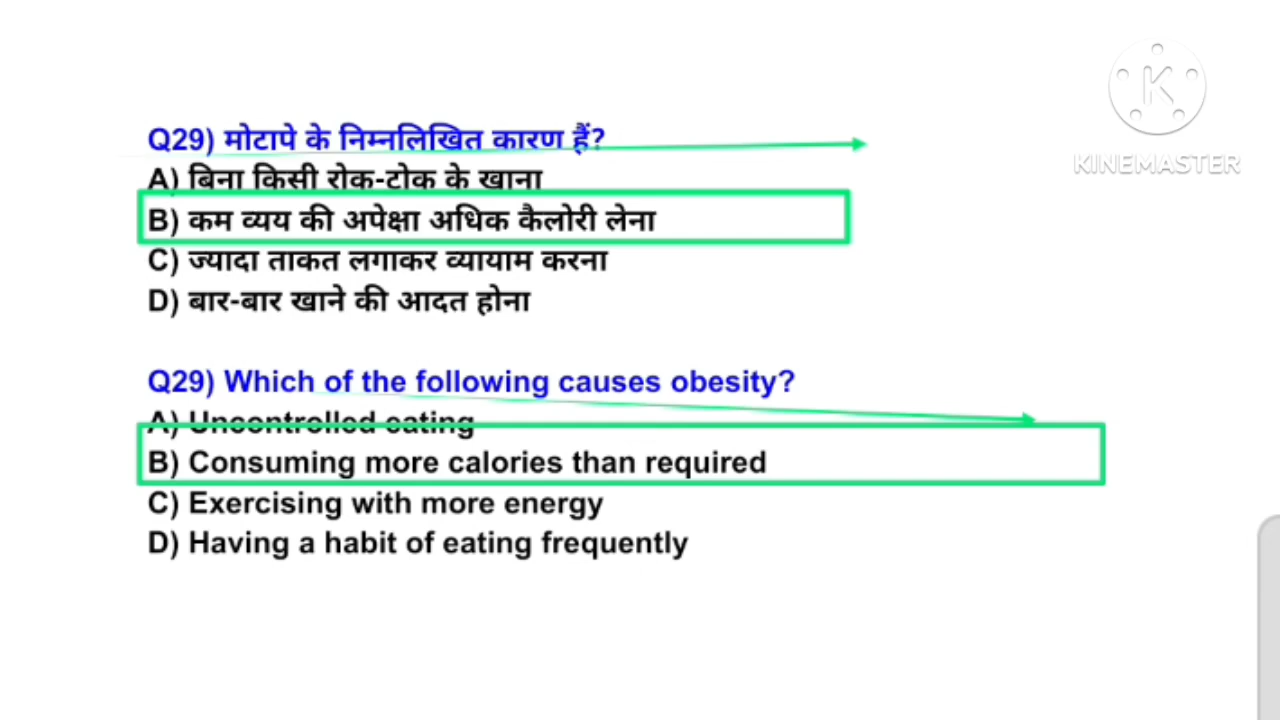 KINEMASTER
Q29) मोटापे के निम्नलिखित कारण हैं?
A) बिना किसी रोक-टोक के खाना
B) कम व्यय की अपेक्षा अधिक कैलोरी लेना
C) ज्यादा ताकत लगाकर व्यायाम करना
D) बार-बार खाने की आदत होना
Q29) Which of the following causes obesity?
A) Uncontrolled eating
B) Consuming more calories than required
C) Exercising with more energy
D) Having a habit of eating frequently